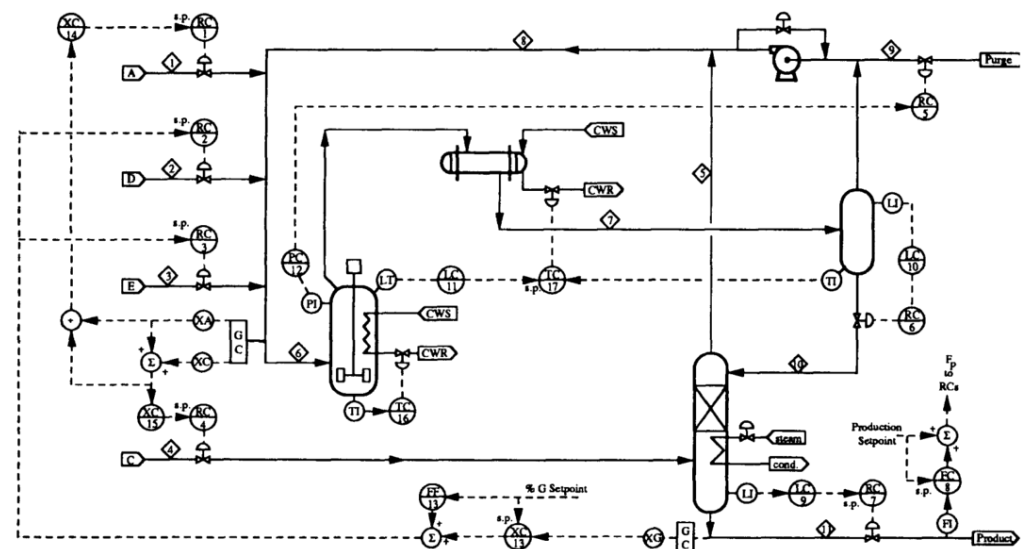 XC 14
s.p.
RC 1
A
1
8
9
Purge
RC 5
s.p.
RC 2
CWS
D
2
CWR
5
s.p.
RC 3
7
LI
PC 12
LC 10
E
3
LT
LC 11
s.p.
TC 17
TI
PI
RC 6
÷
XA
G C
6
CWS
CWR
+
Σ
+
XC
10
F p to RCs
XC 15
s.p.
RC 4
TI
TC 16
Production Setpoint
+
Σ
+
C
4
steam
cond.
FC 8
s.p.
FF 13
% G Setpoint
LI
LC 9
RC 7
s.p.
+
Σ
+
s.p.
XC 13
XG
G C
11
FI
Product